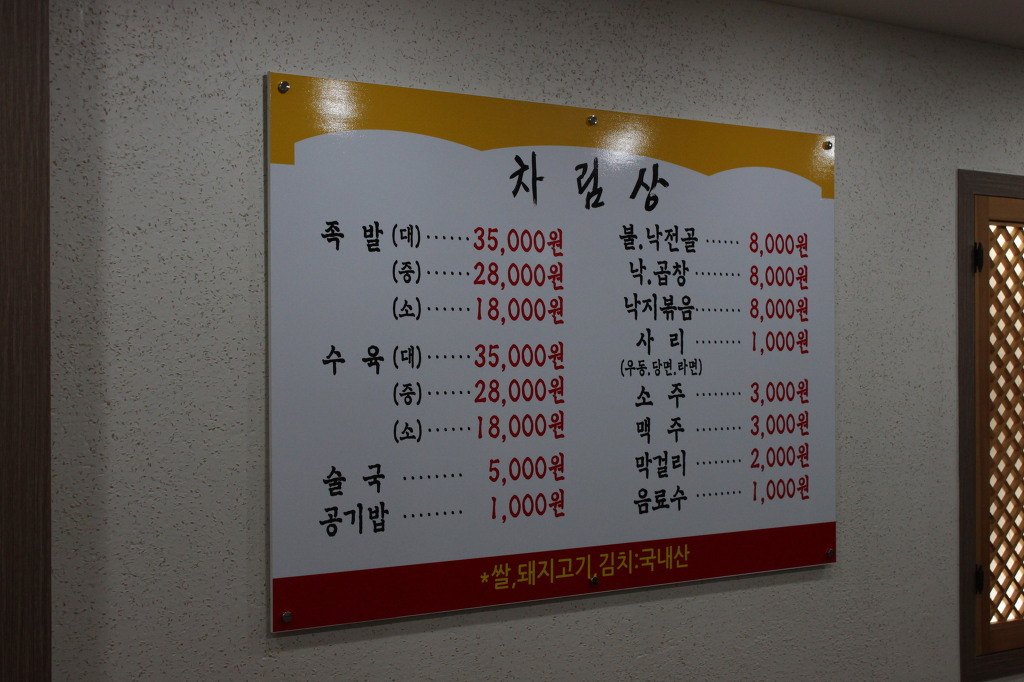 차림상
족 발 (대) ...... 35,000원
(중) ...... 28,000원
(소) ...... 18,000원
수 육 (대) ...... 35,000원
(중) ...... 28,000원
(소) ...... 18,000원
술 국 ........ 5,000원
공기밥 ........ 1,000원
불.낙전골 ...... 8,000원
낙.곱창 ........ 8,000원
낙지볶음 ........ 8,000원
사 리 ........ 1,000원
(우동.당면.라면)
소 주 ........ 3,000원
맥 주 ........ 3,000원
막걸리 ........ 2,000원
음료수 ........ 1,000원
*쌀,돼지고기,김치:국내산